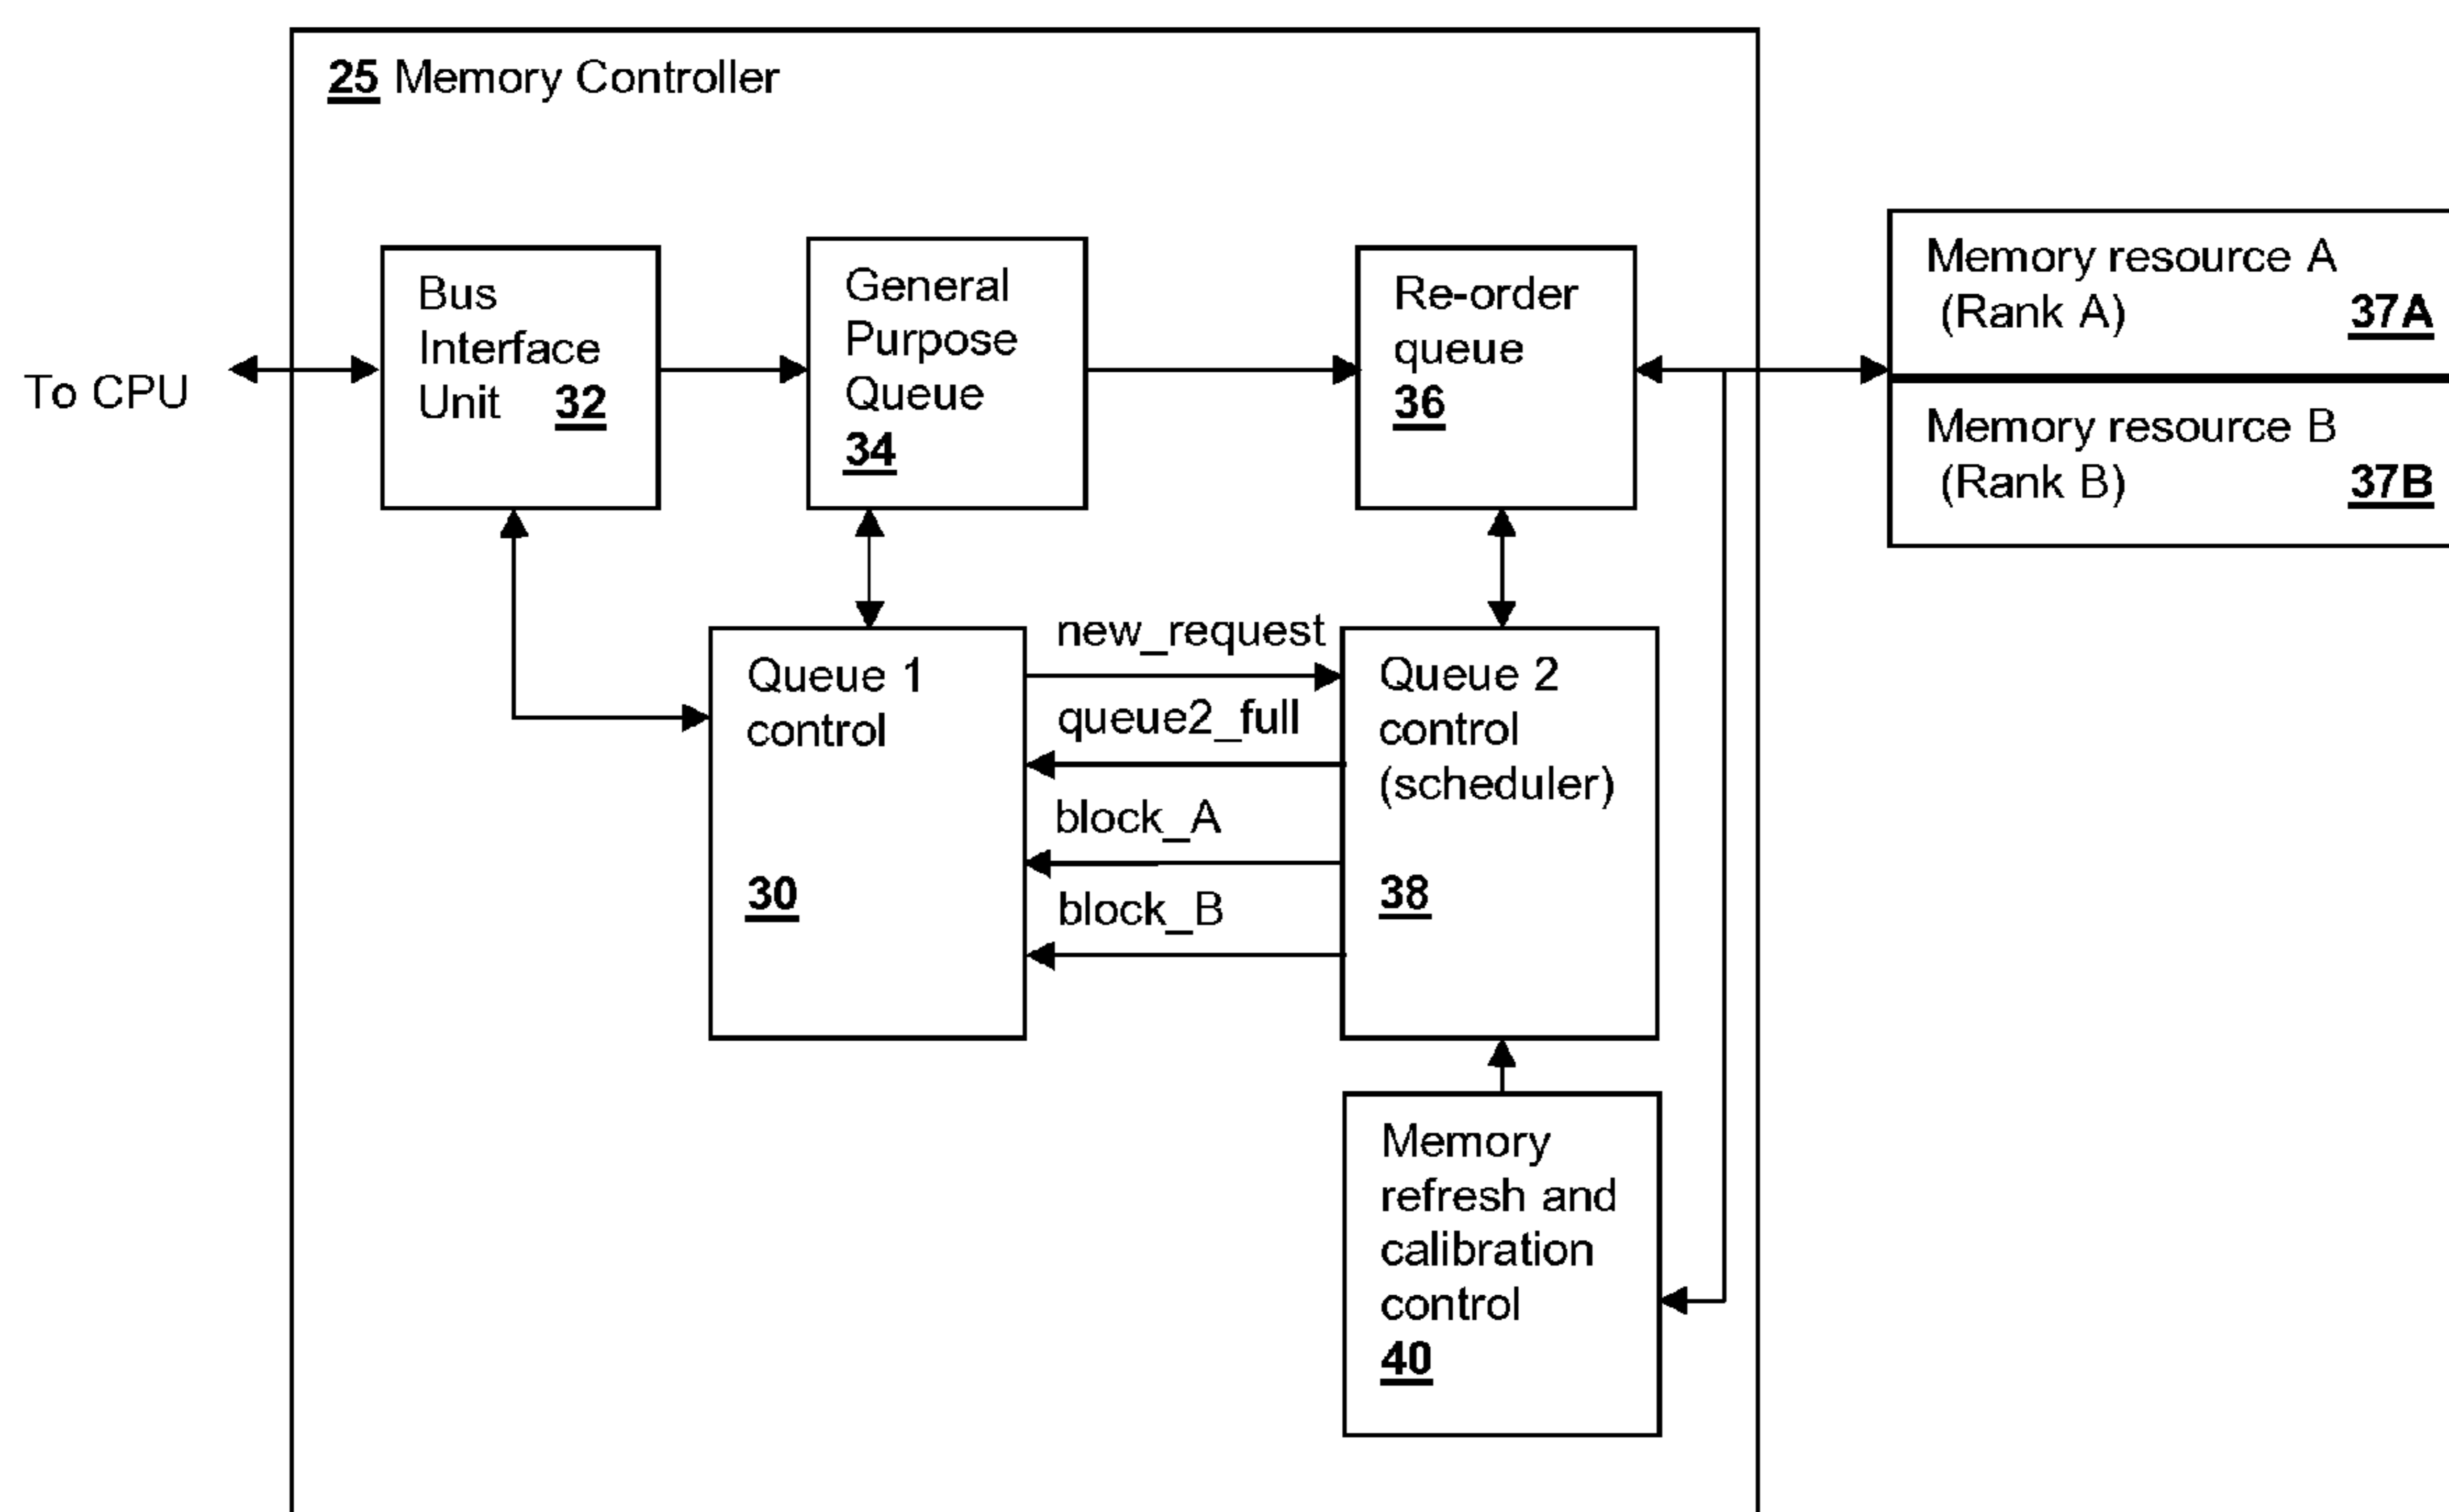 25 Memory Controller
To CPU
Bus
Interface
Unit 32
General
Purpose
Queue
34
Re-order
queue
36
Memory resource A
(Rank A) 37A
Memory resource B
(Rank B) 37B
Queue 1
control
30
new_request
queue2_full
block_A
block_B
Queue 2
control
(scheduler)
38
Memory
refresh and
calibration
control
40